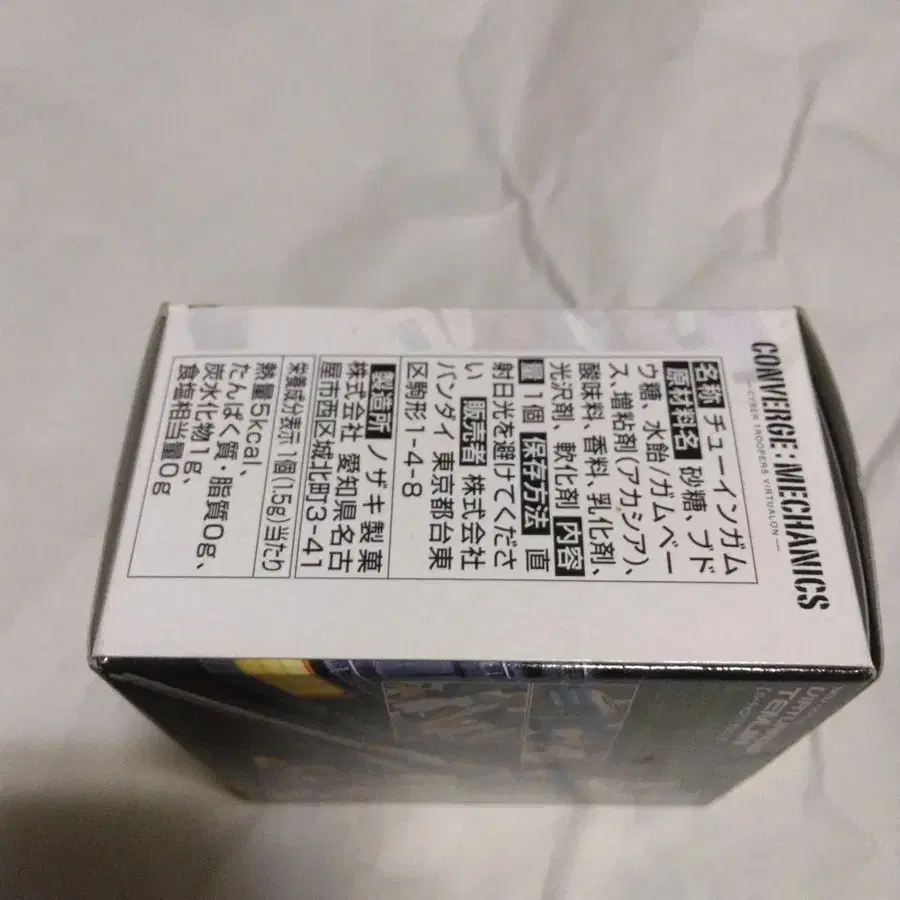 CONVERGE: MECHANICS
— CYBER TROOPERS VIRTUALON —
名称 チューインガム
原材料名 砂糖、ブド
ウ糖、水飴/ガムベー
ス、増粘剤(アカシア)、
酸味料、香料、乳化剤、
光沢剤、軟化剤 内容
量 1個 保存方法 直
射日光を避けてくださ
い 販売者 株式会社
バンダイ 東京都台東
区駒形1-4-8
製造所 ノザキ製菓
株式会社 愛知県名古
屋市西区城北町3-41
栄養成分表示 1個(1.5g)当たり
熱量5kcal、
たんぱく質・脂質0g、
炭水化物1g、
食塩相当量0g
TEMJIN